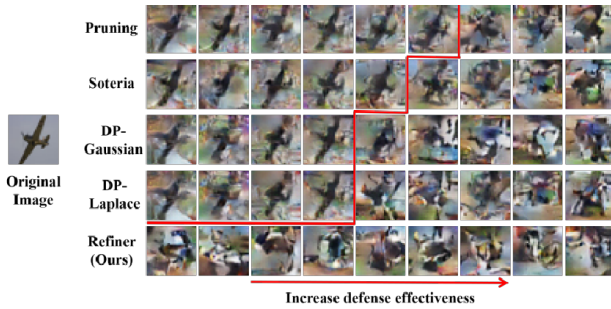 Pruning
Soteria
DP-
Gaussian
Original
Image
DP-
Laplace
Refiner
(Ours)
Increase defense effectiveness